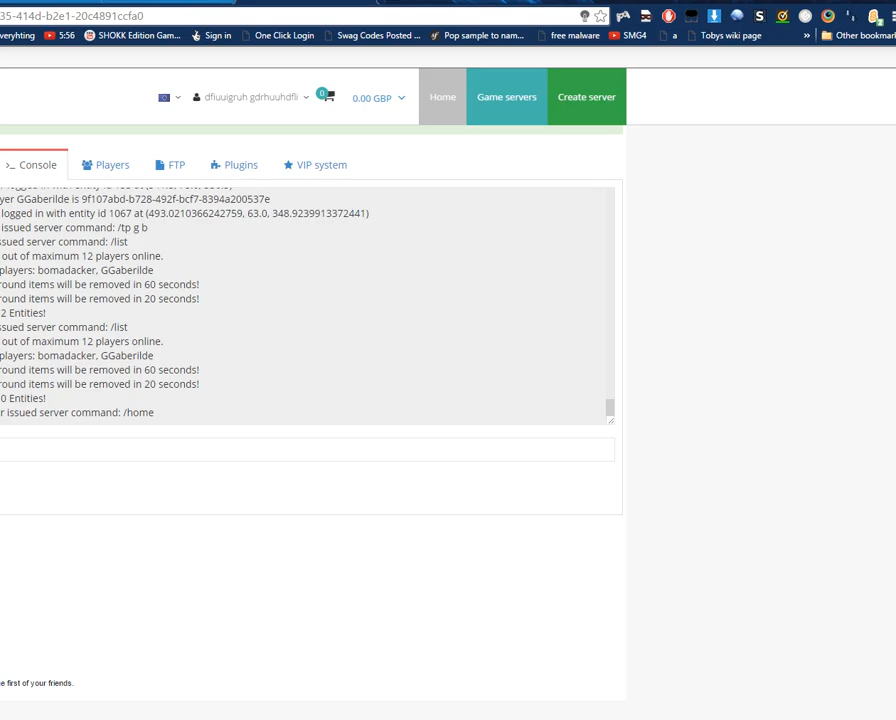 35-414d-b2e1-20c4891ccfa0
everyhting 5:56 SHOKK Edition Gam... Sign in One Click Login Swag Codes Posted ... Pop sample to nam... free malware SMG4 a Tobys wiki page » Other bookmar
dfiuuigruh gdrhuuhdfli 0 0.00 GBP Home Game servers Create server
>_ Console Players FTP Plugins VIP system
yer GGaberilde is 9f107abd-b728-492f-bcf7-8394a200537e
logged in with entity id 1067 at (493.0210366242759, 63.0, 348.9239913372441)
issued server command: /tp g b
ssued server command: /list
out of maximum 12 players online.
players: bomadacker, GGaberilde
round items will be removed in 60 seconds!
round items will be removed in 20 seconds!
2 Entities!
ssued server command: /list
out of maximum 12 players online.
players: bomadacker, GGaberilde
round items will be removed in 60 seconds!
round items will be removed in 20 seconds!
0 Entities!
r issued server command: /home
e first of your friends.